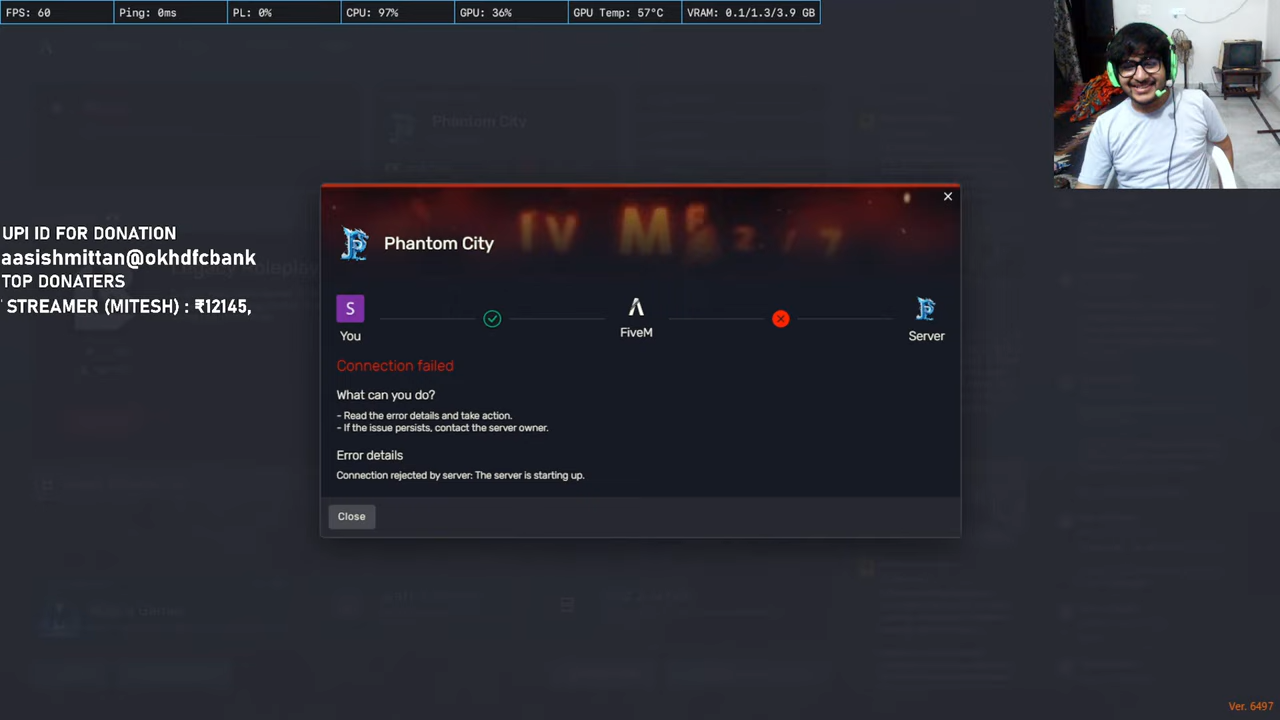 FPS: 60
Ping: 0ms
PL: 0%
CPU: 97%
GPU: 36%
GPU Temp: 57°C
VRAM: 0.1/1.3/3.9 GB
Phantom City
UPI ID FOR DONATION
aasishmittan@okhdfcbank
TOP DONATERS
STREAMER (MITESH) : ₹12145,
Phantom City
S
You
FiveM
Server
Connection failed
What can you do?
- Read the error details and take action.
- If the issue persists, contact the server owner.
Error details
Connection rejected by server: The server is starting up.
Close
Ver. 6497